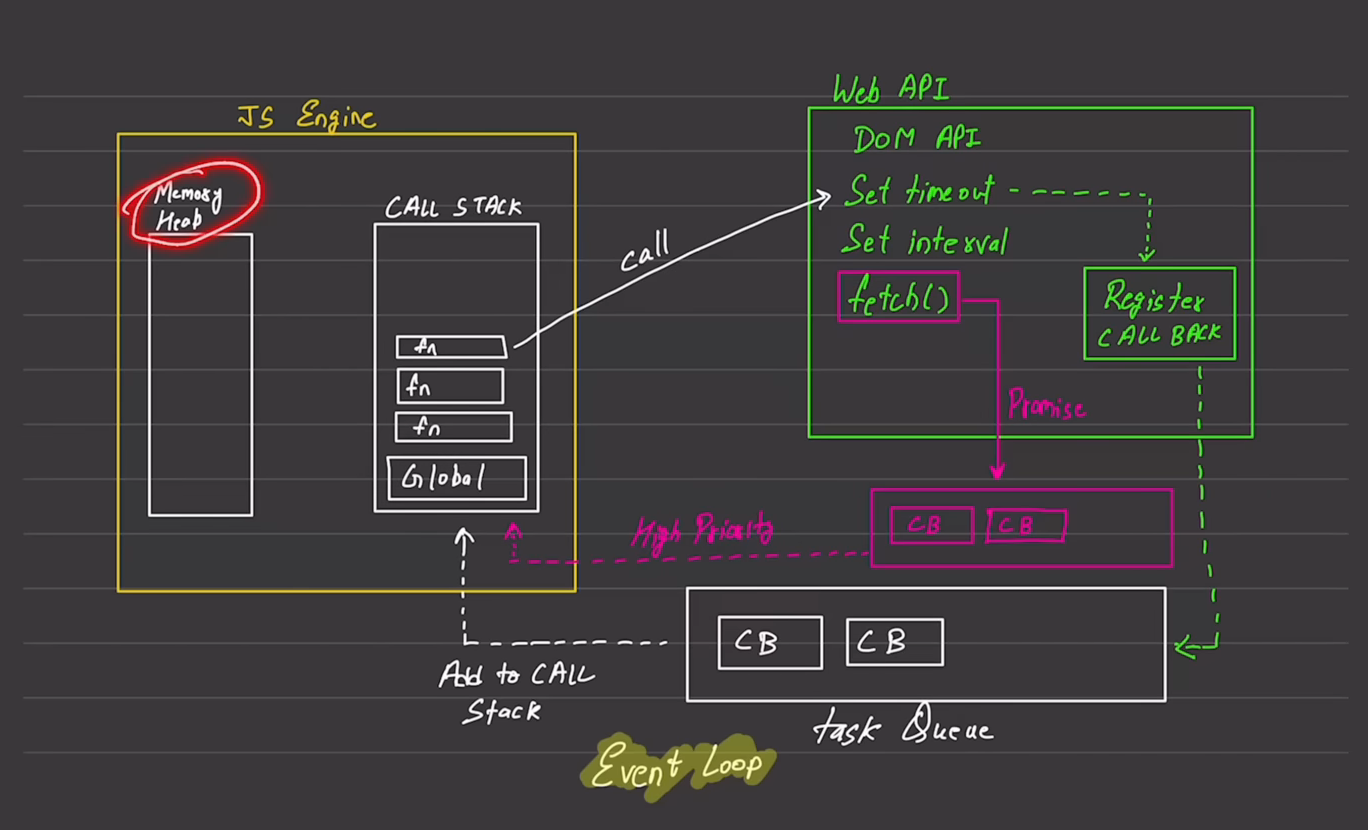 JS Engine
Memory
Heap
CALL STACK
fn
fn
fn
Global
call
Web API
DOM API
Set timeout
Set interval
fetch()
Register
CALL BACK
Promise
CB CB
High Priority
CB CB
Add to CALL
Stack
task Queue
Event Loop